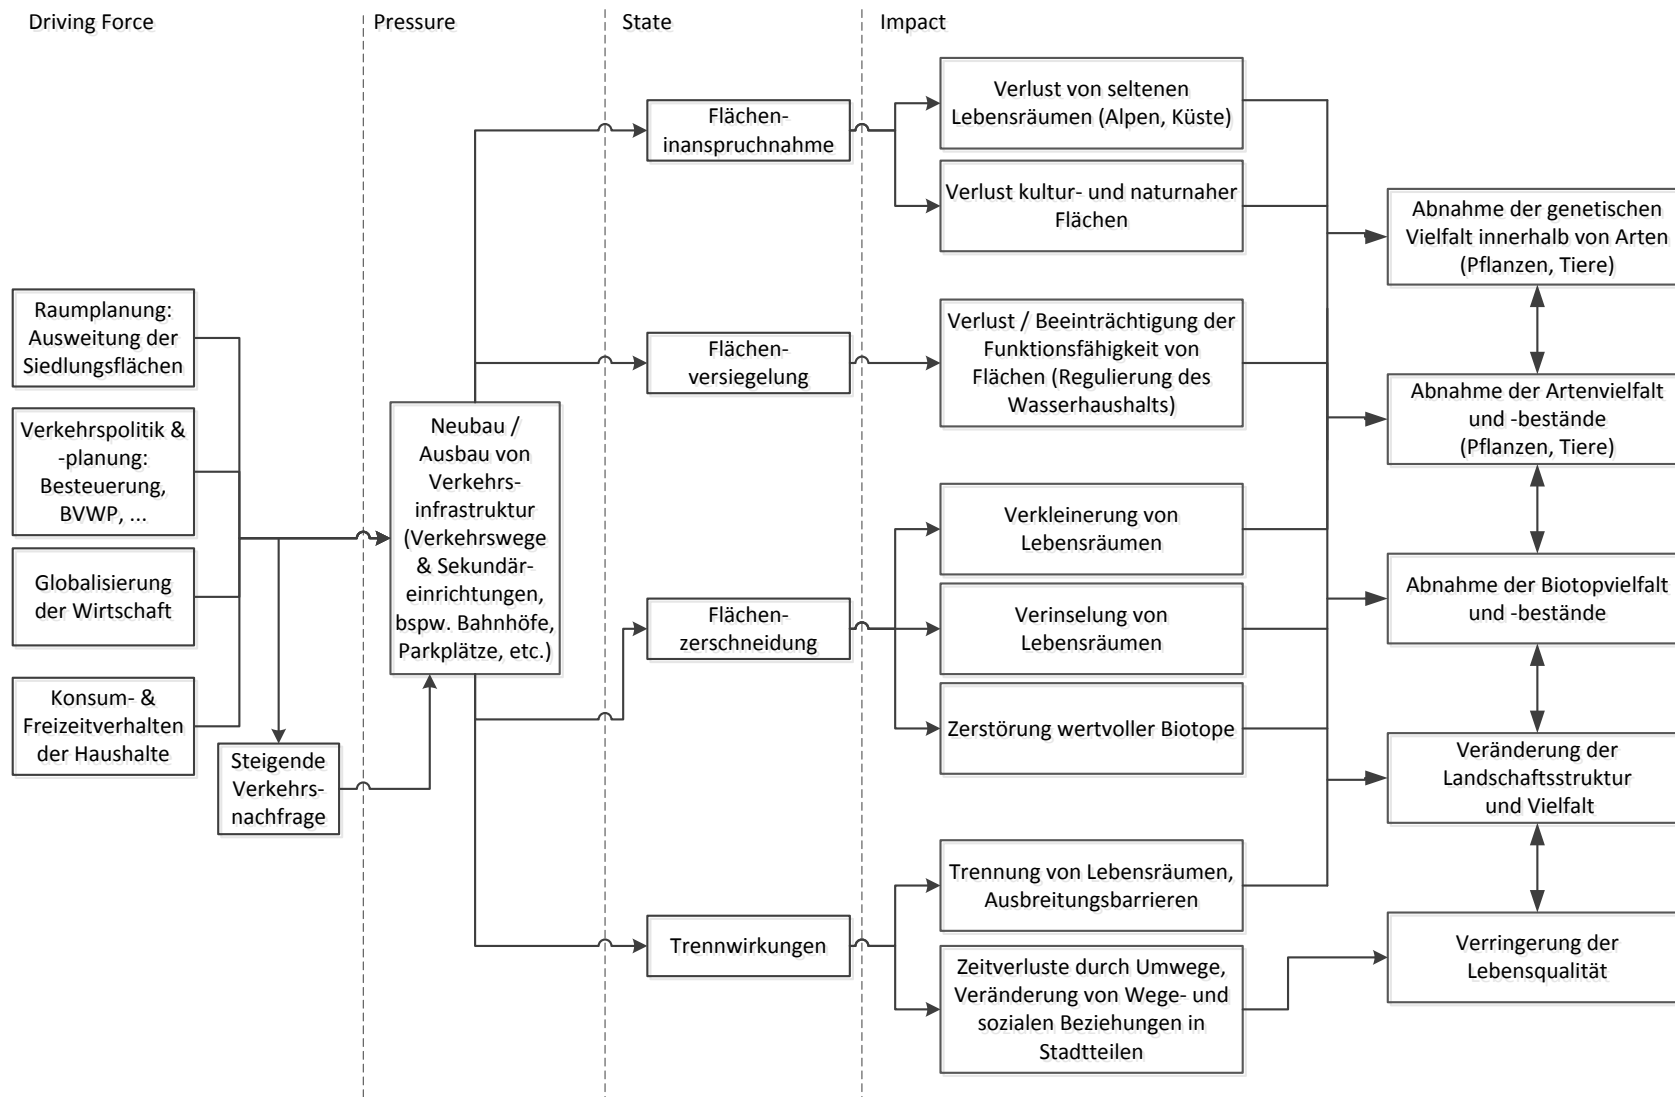 Driving Force
Pressure
State
Impact
Raumplanung:
Ausweitung der
Siedlungsflächen
Verkehrspolitik &
-planung:
Besteuerung,
BVWP, ...
Globalisierung
der Wirtschaft
Konsum- &
Freizeitverhalten
der Haushalte
Steigende
Verkehrs-
nachfrage
Neubau /
Ausbau von
Verkehrs-
infrastruktur
(Verkehrswege
& Sekundär-
einrichtungen,
bspw. Bahnhöfe,
Parkplätze, etc.)
Flächen-
inanspruchnahme
Flächen-
versiegelung
Flächen-
zerschneidung
Trennwirkungen
Verlust von seltenen
Lebensräumen (Alpen, Küste)
Verlust kultur- und naturnaher
Flächen
Verlust / Beeinträchtigung der
Funktionsfähigkeit von
Flächen (Regulierung des
Wasserhaushalts)
Verkleinerung von
Lebensräumen
Verinselung von
Lebensräumen
Zerstörung wertvoller Biotope
Trennung von Lebensräumen,
Ausbreitungsbarrieren
Zeitverluste durch Umwege,
Veränderung von Wege- und
sozialen Beziehungen in
Stadtteilen
Abnahme der genetischen
Vielfalt innerhalb von Arten
(Pflanzen, Tiere)
Abnahme der Artenvielfalt
und -bestände
(Pflanzen, Tiere)
Abnahme der Biotopvielfalt
und -bestände
Veränderung der
Landschaftsstruktur
und Vielfalt
Verringerung der
Lebensqualität